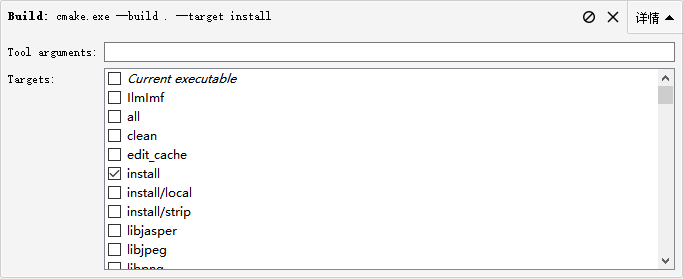 Build: cmake.exe --build . --target install
详情
Tool arguments:
Targets:
Current executable
IlmImf
all
clean
edit_cache
install
install/local
install/strip
libjasper
libjpeg
libpng